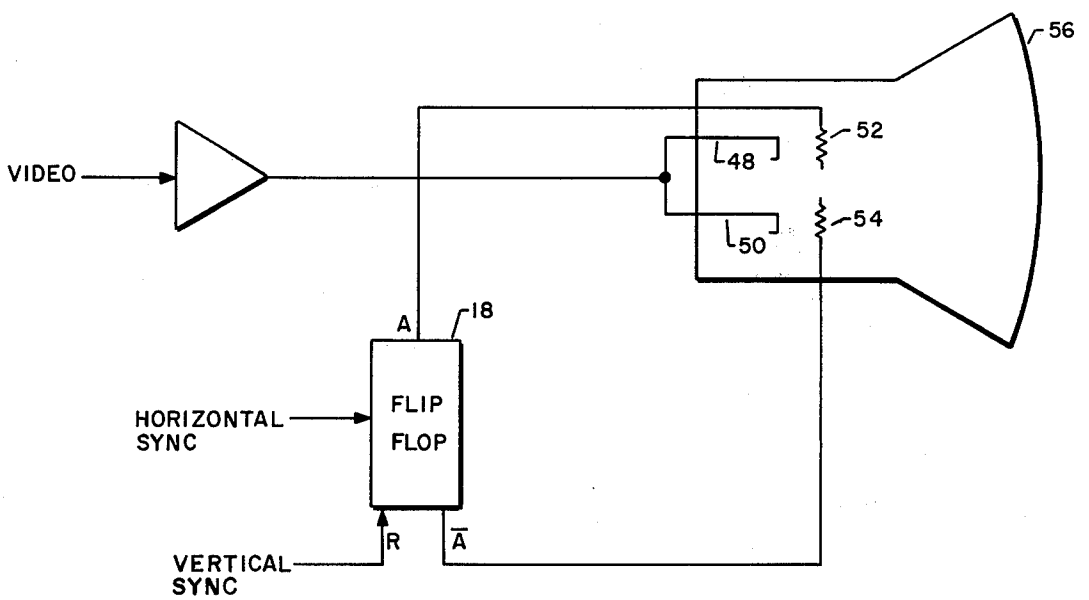 56
52
VIDEO
48
54
50
18
A
FLIP
FLOP
HORIZONTAL
SYNC
R
A̅
VERTICAL
SYNC